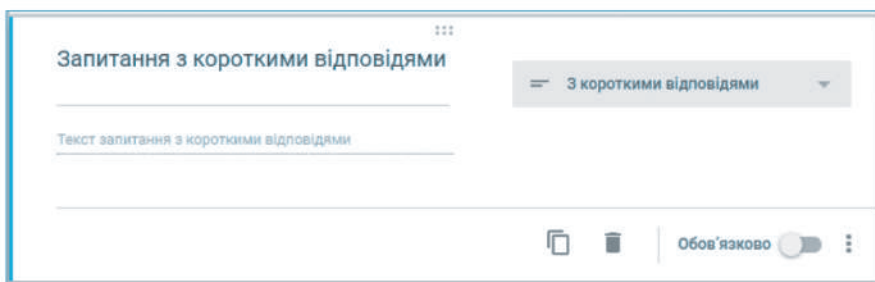 Запитання з короткими відповідями
З короткими відповідями
Текст запитання з короткими відповідями
Обов'язково